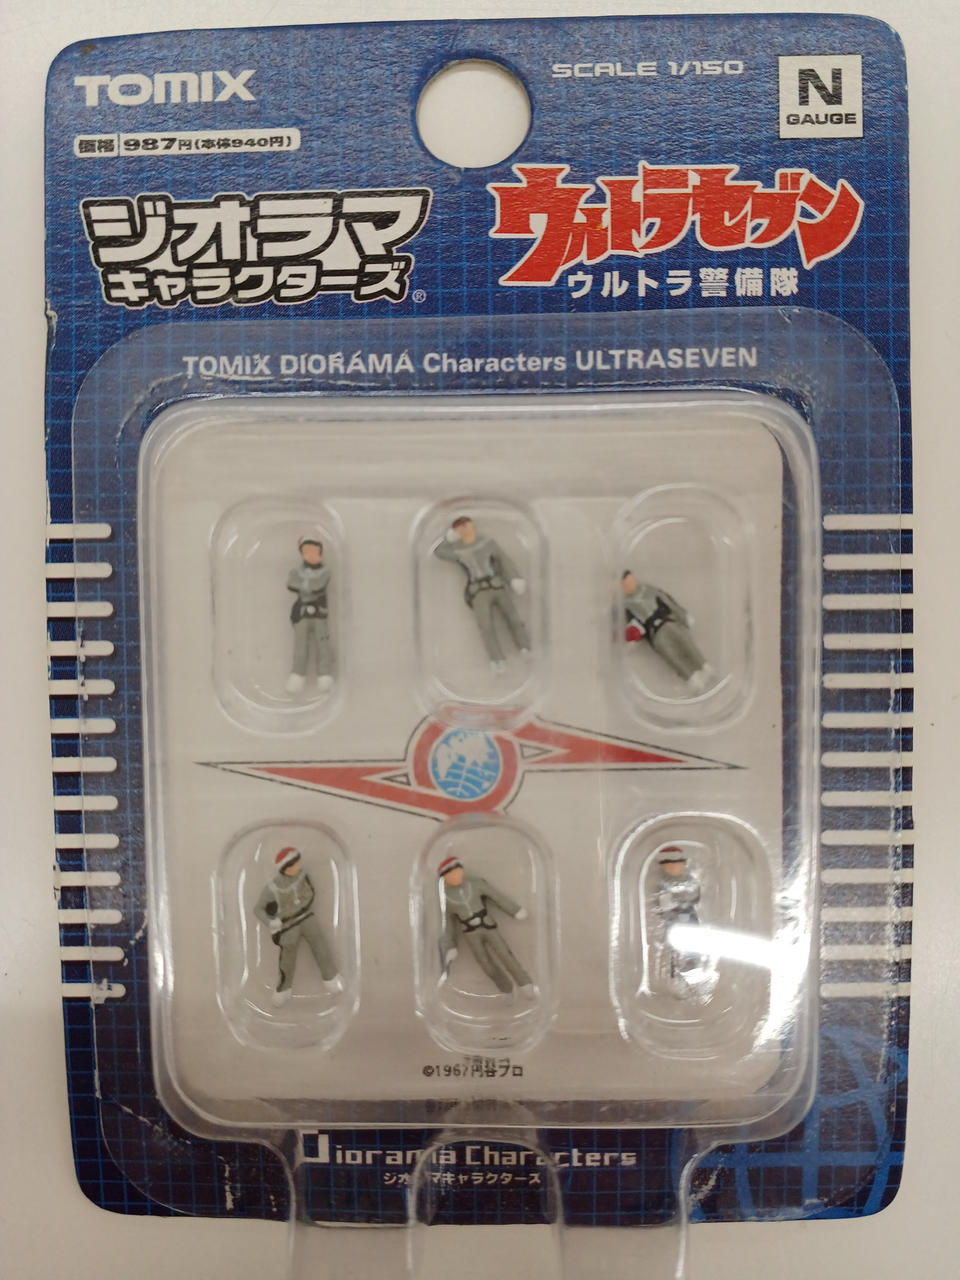 TOMIX
SCALE 1/150
N
GAUGE
価格 987円(本体940円)
ジオラマ
キャラクターズ®
ウルトラセブン
ウルトラ警備隊
TOMIX DIORAMA Characters ULTRASEVEN
©1967円谷プロ
Diorama Characters
ジオラマキャラクターズ